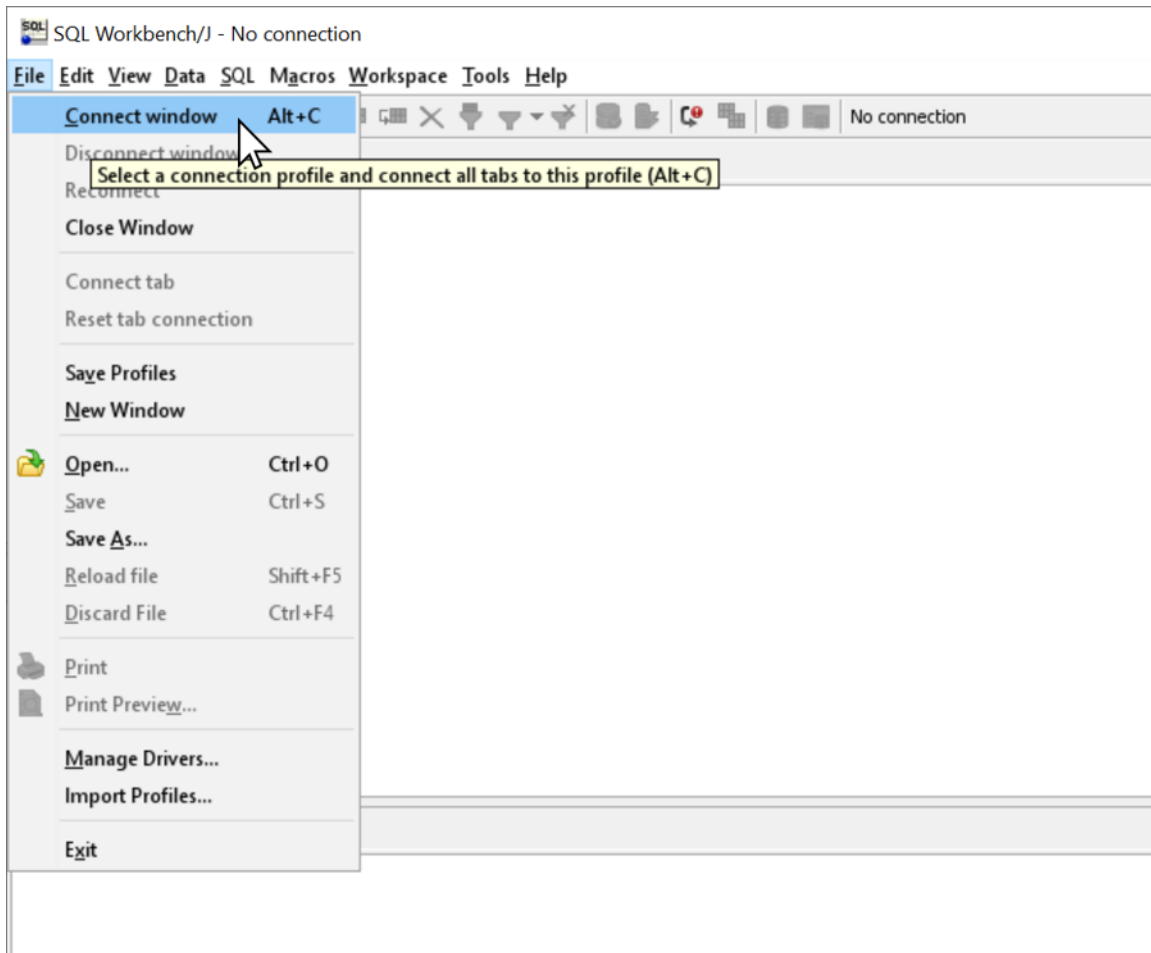 SQL Workbench/J - No connection
File Edit View Data SQL Macros Workspace Tools Help
Connect window Alt+C
No connection
Disconnect window
Select a connection profile and connect all tabs to this profile (Alt+C)
Reconnect
Close Window
Connect tab
Reset tab connection
Save Profiles
New Window
Open... Ctrl+O
Save Ctrl+S
Save As...
Reload file Shift+F5
Discard File Ctrl+F4
Print
Print Preview...
Manage Drivers...
Import Profiles...
Exit